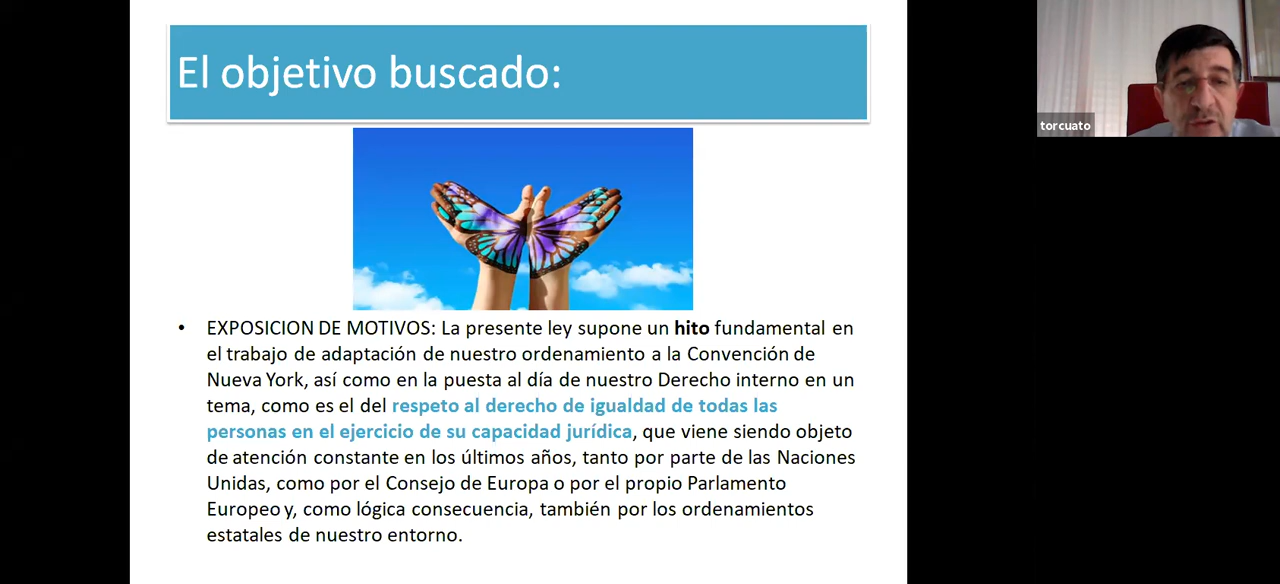 El objetivo buscado:
torcuato
• EXPOSICION DE MOTIVOS: La presente ley supone un hito fundamental en
el trabajo de adaptación de nuestro ordenamiento a la Convención de
Nueva York, así como en la puesta al día de nuestro Derecho interno en un
tema, como es el del respeto al derecho de igualdad de todas las
personas en el ejercicio de su capacidad jurídica, que viene siendo objeto
de atención constante en los últimos años, tanto por parte de las Naciones
Unidas, como por el Consejo de Europa o por el propio Parlamento
Europeo y, como lógica consecuencia, también por los ordenamientos
estatales de nuestro entorno.